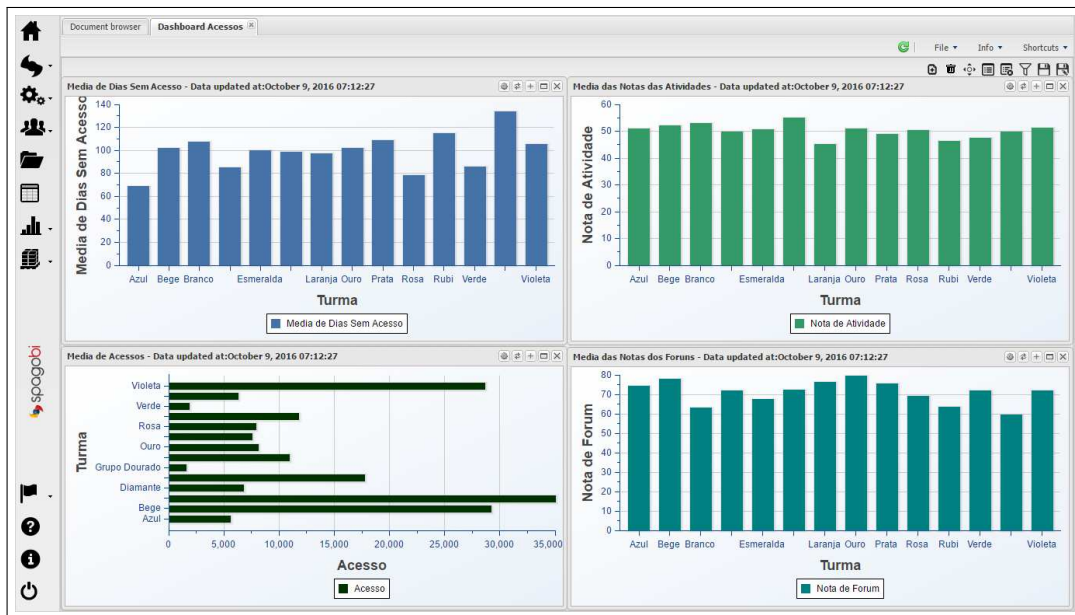 Document browser
Dashboard Acessos
File
Info
Shortcuts
Media de Dias Sem Acesso - Data updated at:October 9, 2016 07:12:27
Media de Dias Sem Acesso
140
120
100
80
60
40
20
0
Azul Bege Branco Esmeralda Laranja Ouro Prata Rosa Rubi Verde Violeta
Turma
Media de Dias Sem Acesso
Media das Notas das Atividades - Data updated at:October 9, 2016 07:12:27
Nota de Atividade
60
50
40
30
20
10
0
Azul Bege Branco Esmeralda Laranja Ouro Prata Rosa Rubi Verde Violeta
Turma
Nota de Atividade
spagobi
Media de Acessos - Data updated at:October 9, 2016 07:12:27
Turma
Violeta
Verde
Rosa
Ouro
Grupo Dourado
Diamante
Bege
Azul
0 5,000 10,000 15,000 20,000 25,000 30,000 35,000
Acesso
Acesso
Media das Notas dos Foruns - Data updated at:October 9, 2016 07:12:27
Nota de Forum
80
70
60
50
40
30
20
10
0
Azul Bege Branco Esmeralda Laranja Ouro Prata Rosa Rubi Verde Violeta
Turma
Nota de Forum